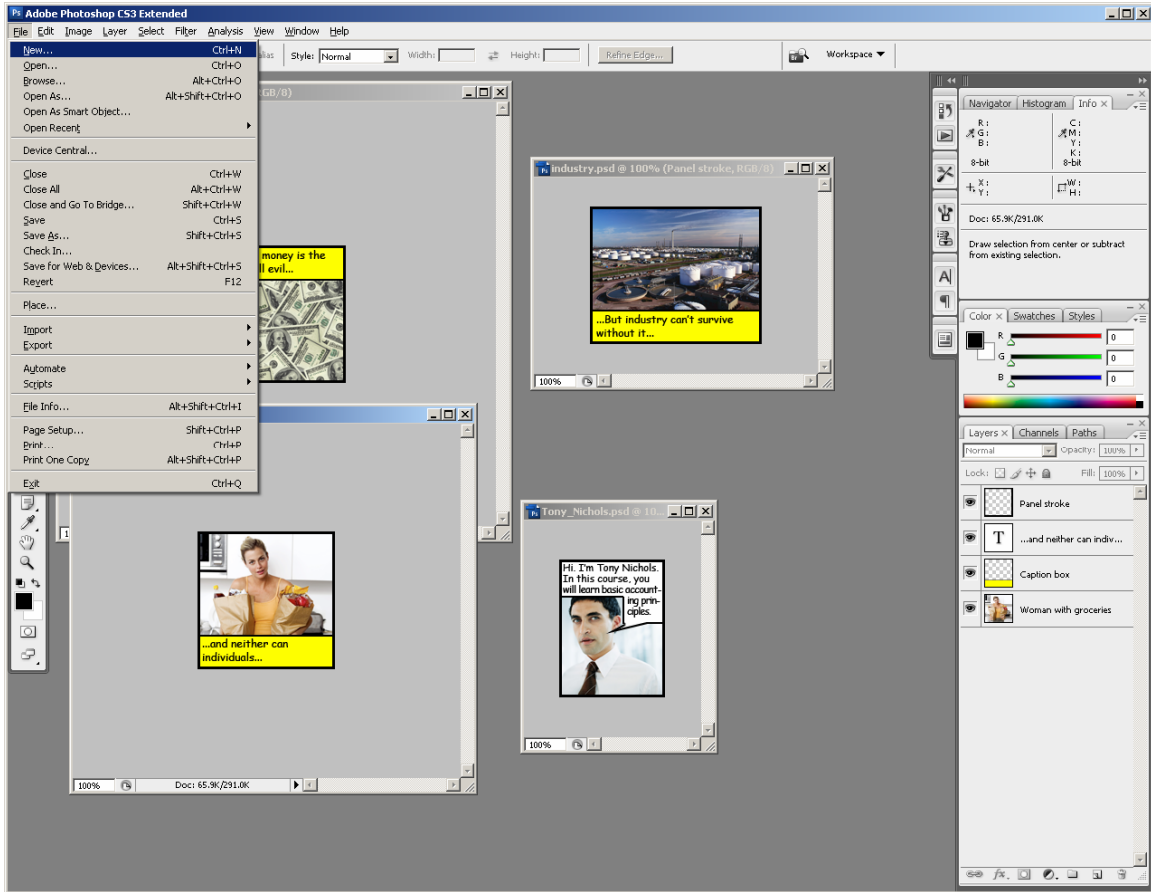 Adobe Photoshop CS3 Extended
File Edit Image Layer Select Filter Analysis View Window Help
Style: Normal Width: Height: Refine Edge... Workspace
New... Ctrl+N
Open... Ctrl+O
Browse... Alt+Ctrl+O
Open As... Alt+Shift+Ctrl+O
Open As Smart Object...
Open Recent
Device Central...
Close Ctrl+W
Close All Alt+Ctrl+W
Close and Go To Bridge... Shift+Ctrl+W
Save Ctrl+S
Save As... Shift+Ctrl+S
Check In...
Save for Web & Devices... Alt+Shift+Ctrl+S
Revert F12
Place...
Import
Export
Automate
Scripts
File Info... Alt+Shift+Ctrl+I
Page Setup... Shift+Ctrl+P
Print... Ctrl+P
Print One Copy Alt+Shift+Ctrl+P
Exit Ctrl+Q
RGB/8)
money is the
ll evil...
industry.psd @ 100% (Panel stroke, RGB/8)
...But industry can't survive
without it...
100%
...and neither can
individuals...
100% Doc: 65.9K/291.0K
Tony_Nichols.psd @ 10...
Hi. I'm Tony Nichols.
In this course, you
will learn basic account-
ing prin-
ciples.
100%
Navigator Histogram Info
R: C:
G: M:
B: Y:
K:
8-bit 8-bit
X: W:
Y: H:
Doc: 65.9K/291.0K
Draw selection from center or subtract
from existing selection.
Color Swatches Styles
R 0
G 0
B 0
Layers Channels Paths
Normal Opacity: 100%
Lock: Fill: 100%
Panel stroke
T ...and neither can indiv...
Caption box
Woman with groceries